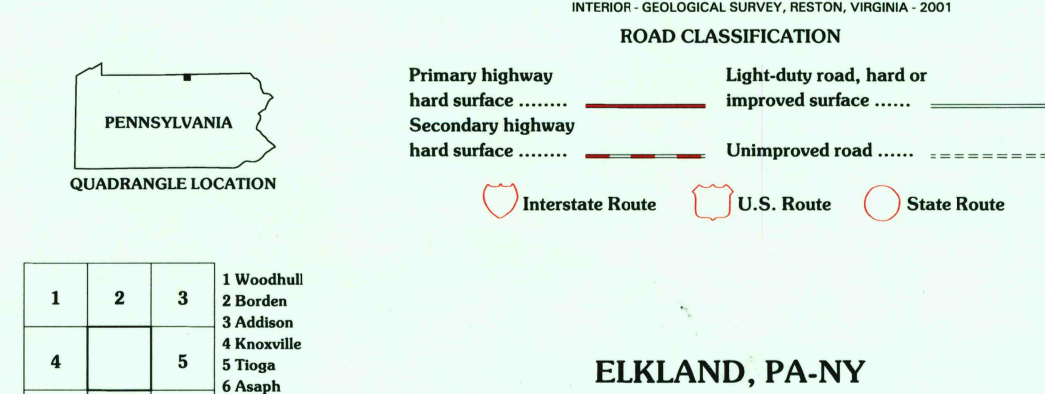 INTERIOR - GEOLOGICAL SURVEY, RESTON, VIRGINIA - 2001
ROAD CLASSIFICATION
Primary highway
hard surface ........
Secondary highway
hard surface ........
Light-duty road, hard or
improved surface ......
Unimproved road ......
Interstate Route
U.S. Route
State Route
PENNSYLVANIA
QUADRANGLE LOCATION
1 2 3
4 5
1 Woodhull
2 Borden
3 Addison
4 Knoxville
5 Tioga
6 Asaph
ELKLAND, PA-NY